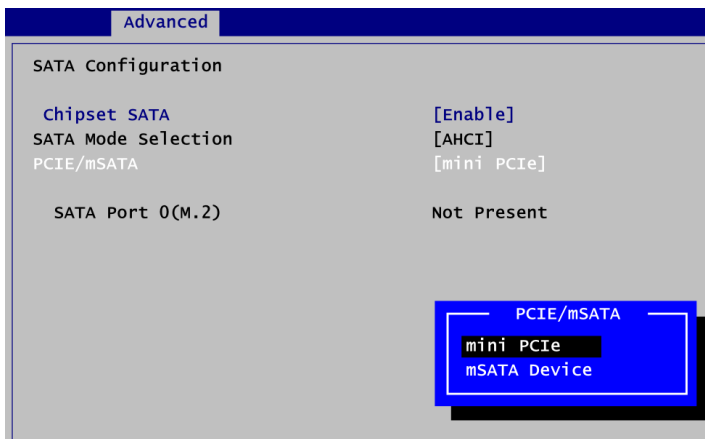 Advanced
SATA Configuration
Chipset SATA [Enable]
SATA Mode Selection [AHCI]
PCIE/mSATA [mini PCIe]
SATA Port 0(M.2) Not Present
PCIE/mSATA
mini PCIe
mSATA Device